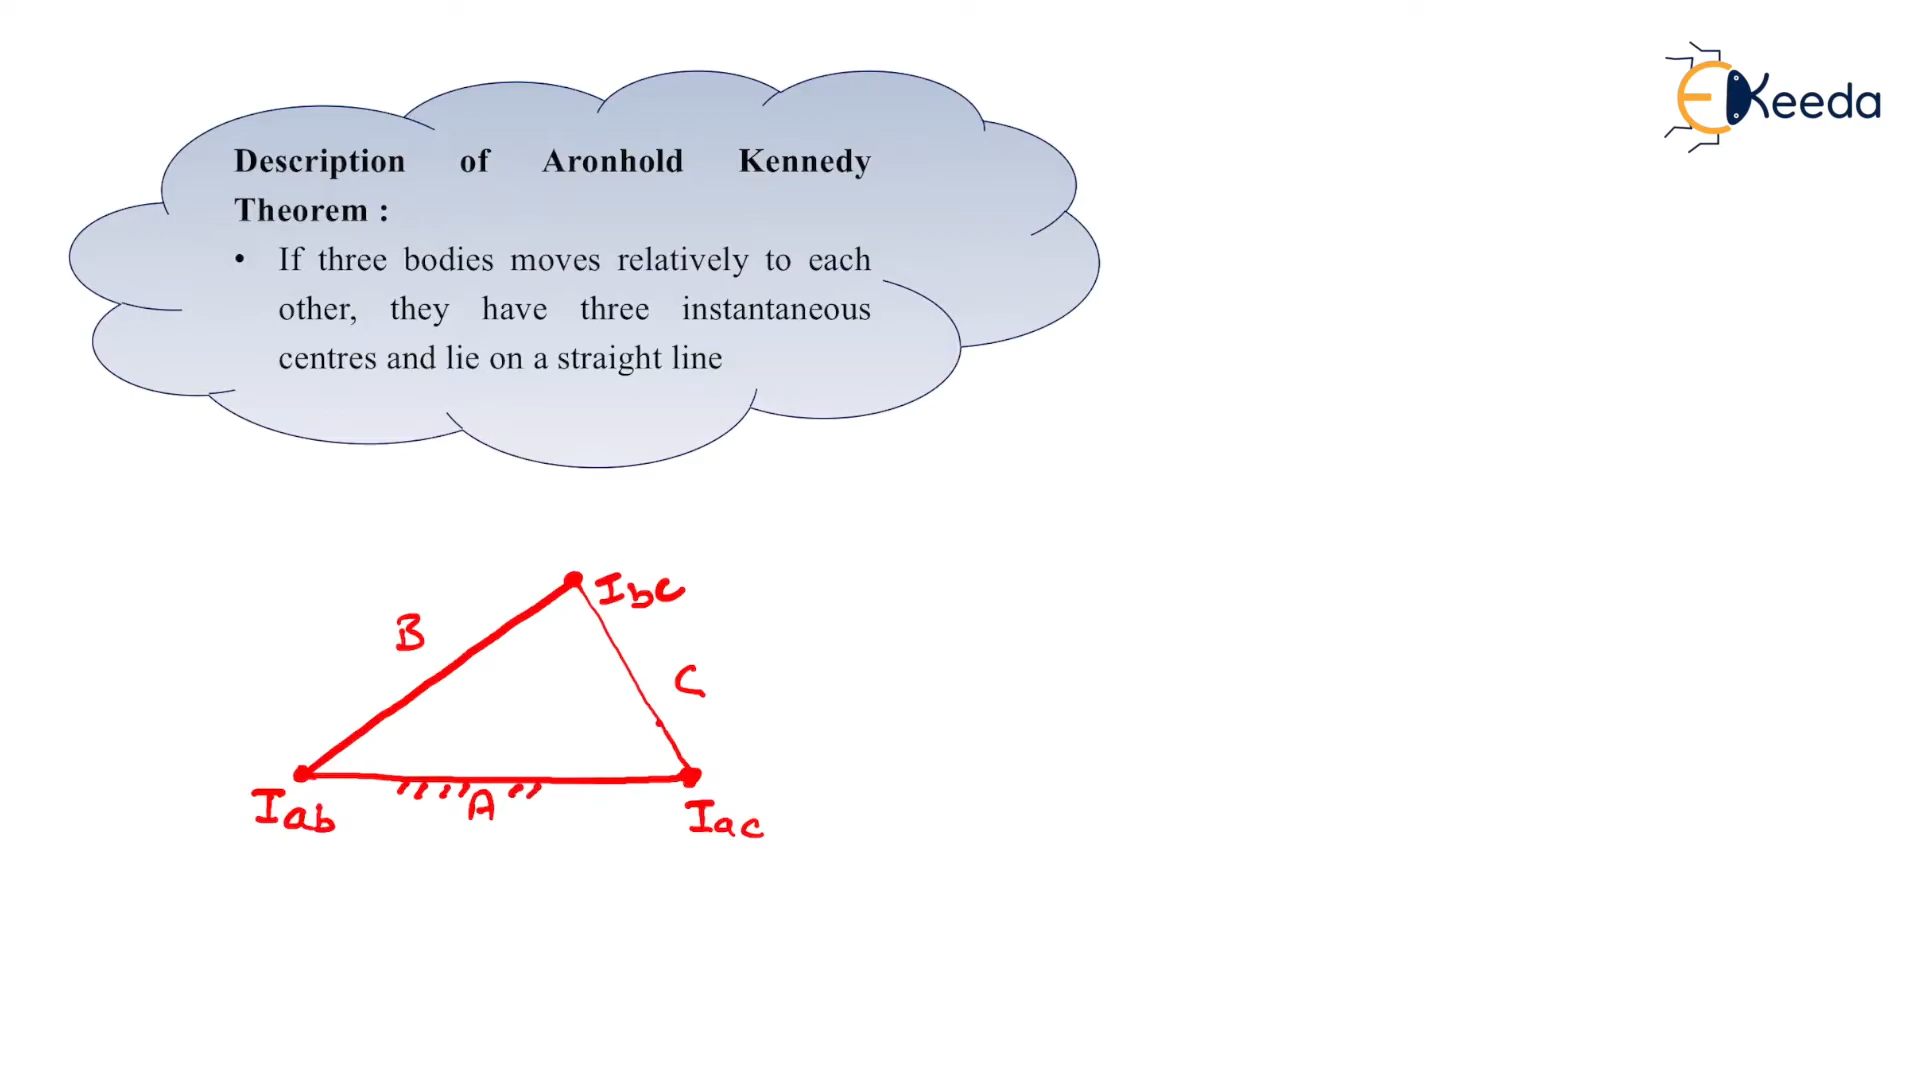 EKeeda
Description of Aronhold Kennedy
Theorem :
• If three bodies moves relatively to each
other, they have three instantaneous
centres and lie on a straight line
Ibc
B
C
A
Iab
Iac